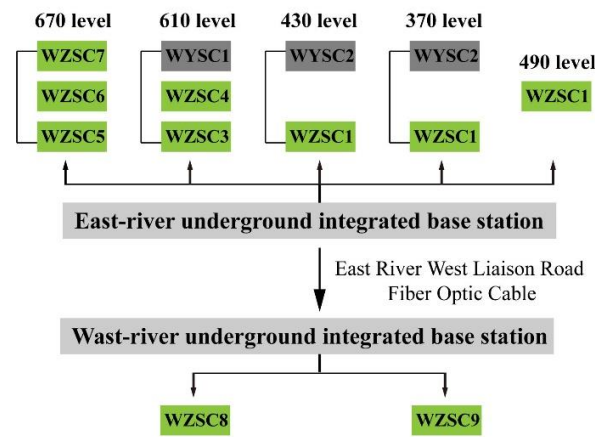 670 level
610 level
430 level
370 level
490 level
WZSC7
WYSC1
WYSC2
WYSC2
WZSC6
WZSC4
WZSC1
WZSC5
WZSC3
WZSC1
WZSC1
East-river underground integrated base station
East River West Liaison Road
Fiber Optic Cable
Wast-river underground integrated base station
WZSC8
WZSC9